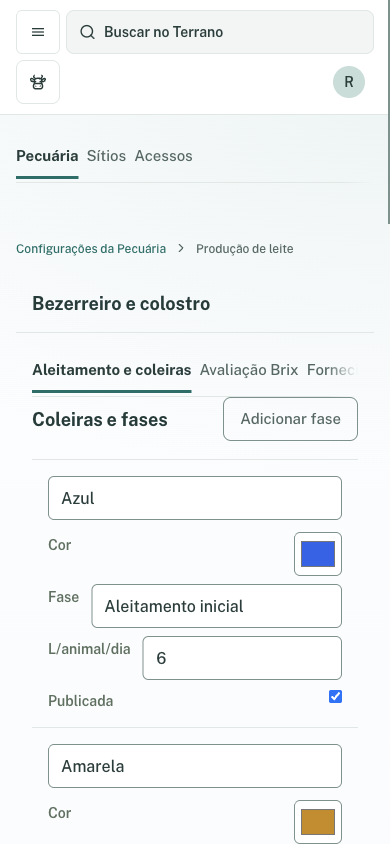 Buscar no Terrano
R
Pecuária Sítios Acessos
Configurações da Pecuária > Produção de leite
Bezerreiro e colostro
Aleitamento e coleiras Avaliação Brix Fornec
Coleiras e fases Adicionar fase
Azul
Cor
Fase Aleitamento inicial
L/animal/dia 6
Publicada
Amarela
Cor